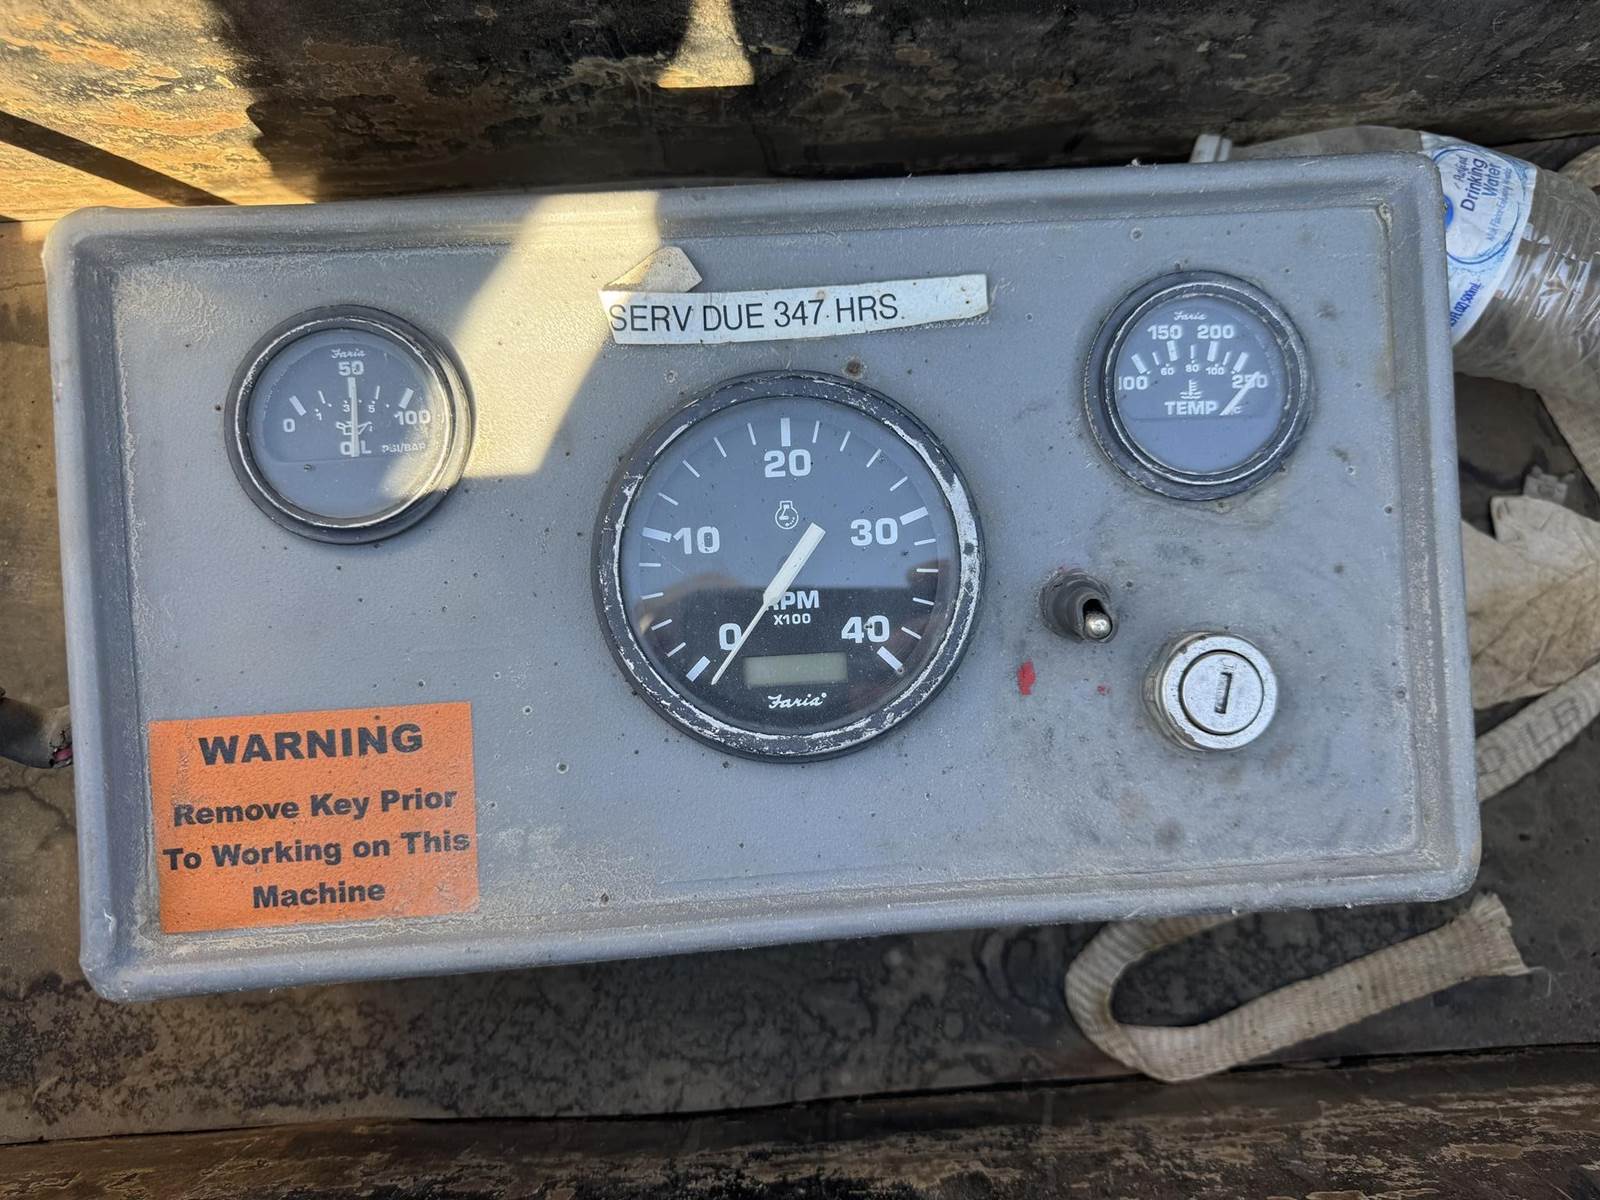 SERV DUE 347 HRS.
Faria
50
0
3
5
100
OIL
PSI/BAR
20
10
30
RPM
X100
0
40
Faria
Faria
150 200
60 80 100
100 250
TEMP °C
WARNING
Remove Key Prior
To Working on This
Machine
Drinking
Water